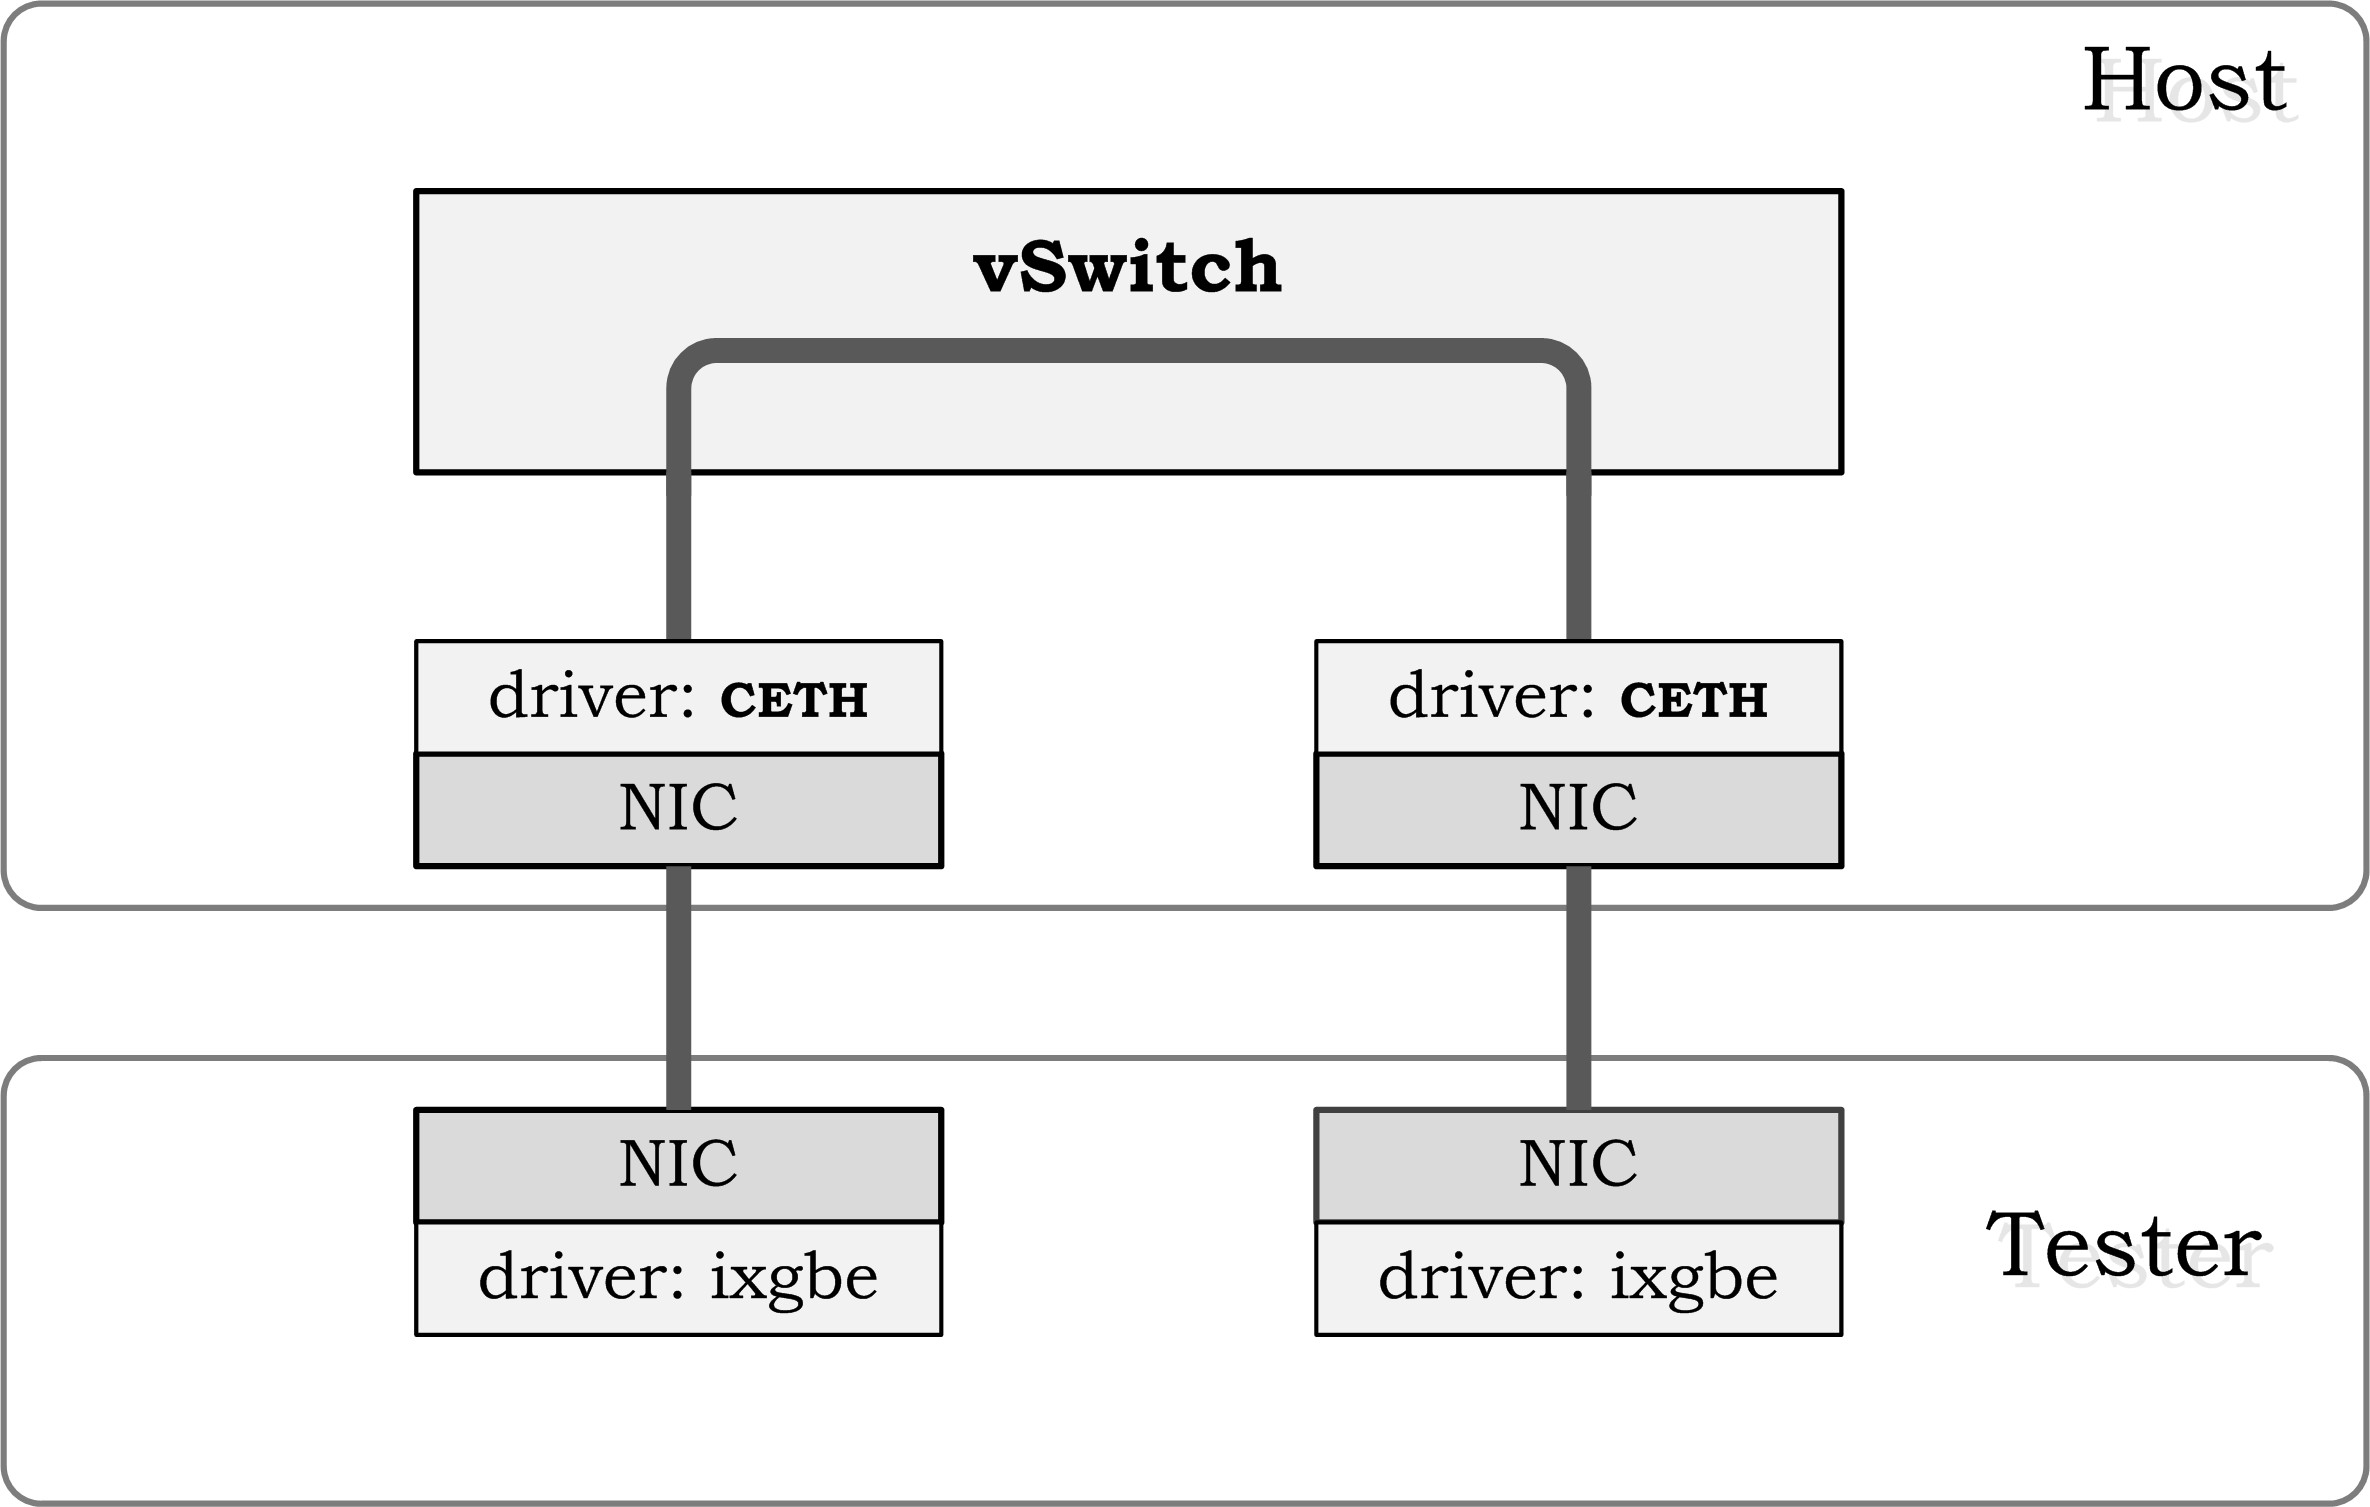 Host
vSwitch
driver: CETH
driver: CETH
NIC
NIC
NIC
NIC
Tester
driver: ixgbe
driver: ixgbe